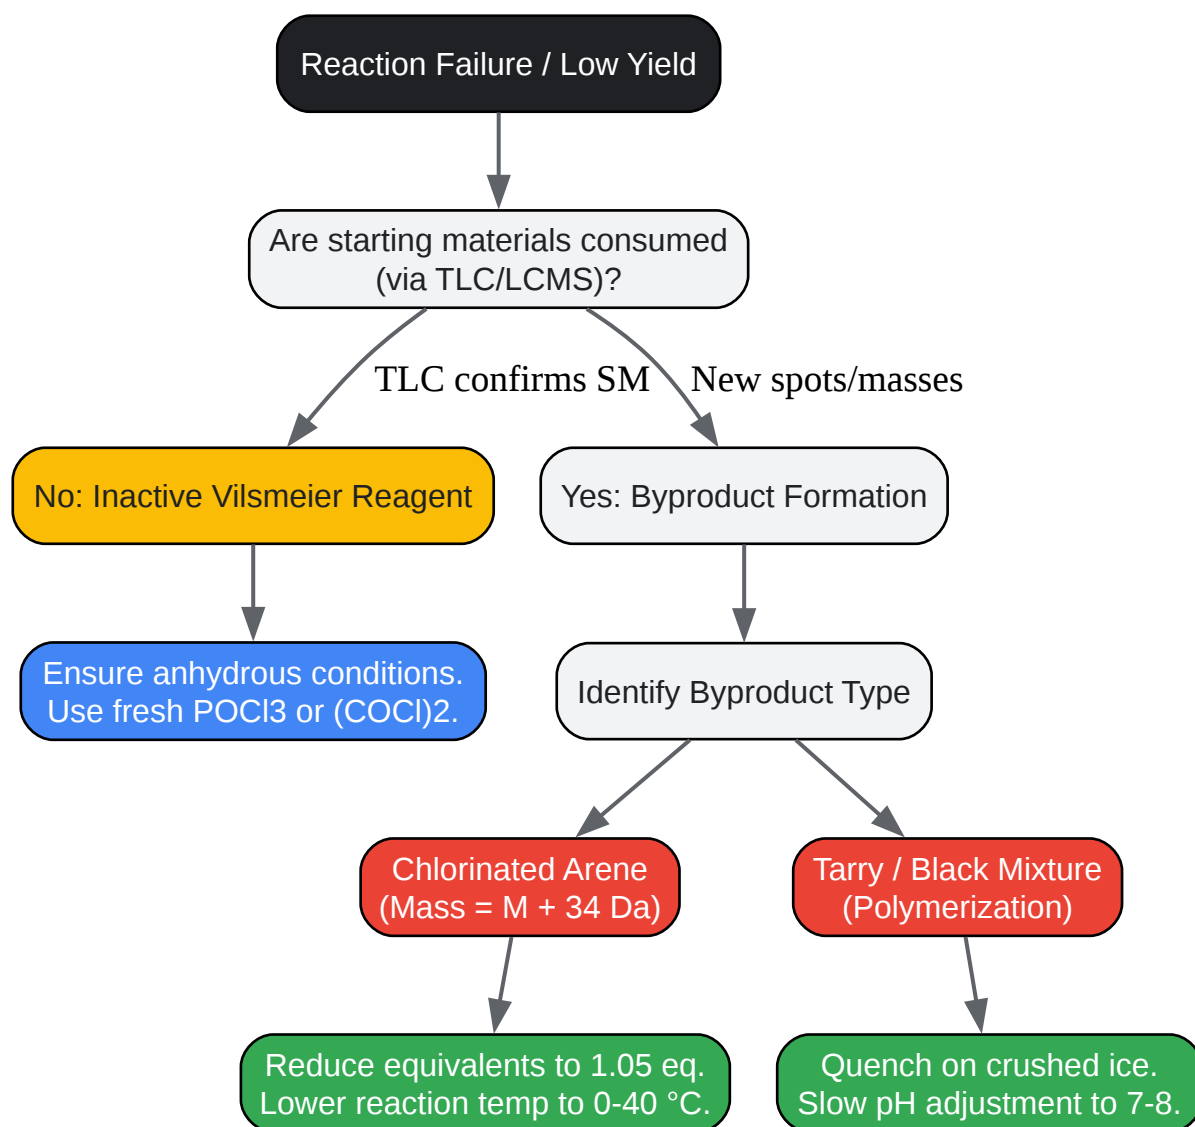 Reaction Failure / Low Yield
Are starting materials consumed
(via TLC/LCMS)?
TLC confirms SM
New spots/masses
No: Inactive Vilsmeier Reagent
Yes: Byproduct Formation
Ensure anhydrous conditions.
Use fresh POCl3 or (COCl)2.
Identify Byproduct Type
Chlorinated Arene
(Mass = M + 34 Da)
Tarry / Black Mixture
(Polymerization)
Reduce equivalents to 1.05 eq.
Lower reaction temp to 0-40 °C.
Quench on crushed ice.
Slow pH adjustment to 7-8.